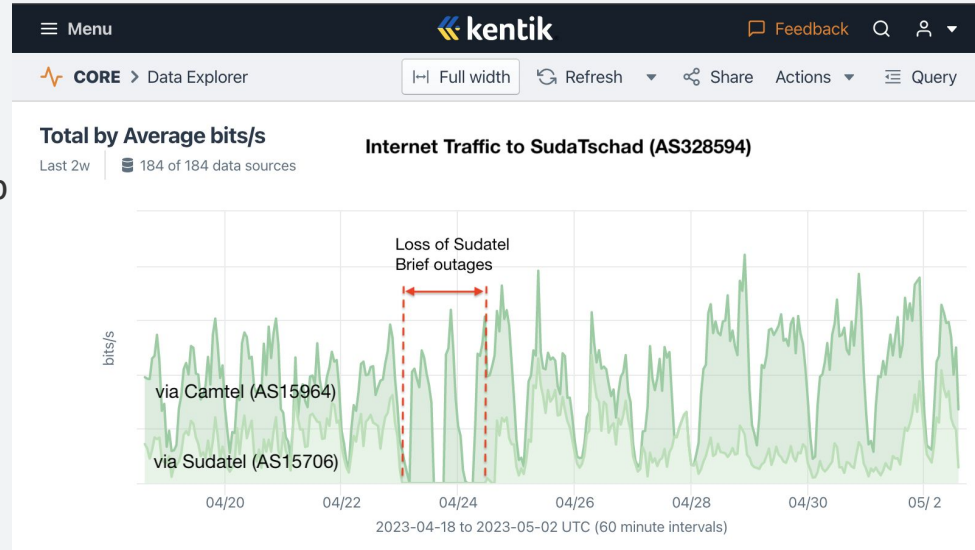 Menu
kentik
Feedback
CORE > Data Explorer
Full width
Refresh
Share
Actions
Query
Total by Average bits/s
Internet Traffic to SudaTschad (AS328594)
Last 2w
184 of 184 data sources
Loss of Sudatel
Brief outages
bits/s
via Camtel (AS15964)
via Sudatel (AS15706)
04/20 04/22 04/24 04/26 04/28 04/30 05/ 2
2023-04-18 to 2023-05-02 UTC (60 minute intervals)